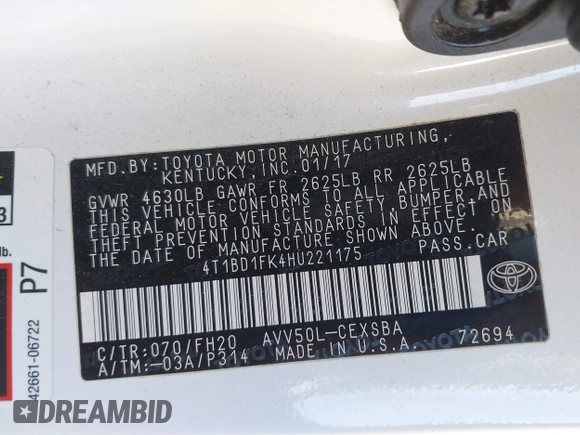 MFD.BY:TOYOTA MOTOR MANUFACTURING,
KENTUCKY, INC.01/17
GVWR 4630LB GAWR FR 2625LB RR 2625LB
THIS VEHICLE CONFORMS TO ALL APPLICABLE
FEDERAL MOTOR VEHICLE SAFETY, BUMPER, AND
THEFT PREVENTION STANDARDS IN EFFECT ON
THE DATE OF MANUFACTURE SHOWN ABOVE.
4T1BD1FK4HU221175 PASS.CAR
C/TR:070/FH20 AVV50L-CEXSBA
A/TM:-03A/P314 MADE IN U.S.A. 72694
TOYOTA
3
lb.
P7
42661-06722
DREAMBID